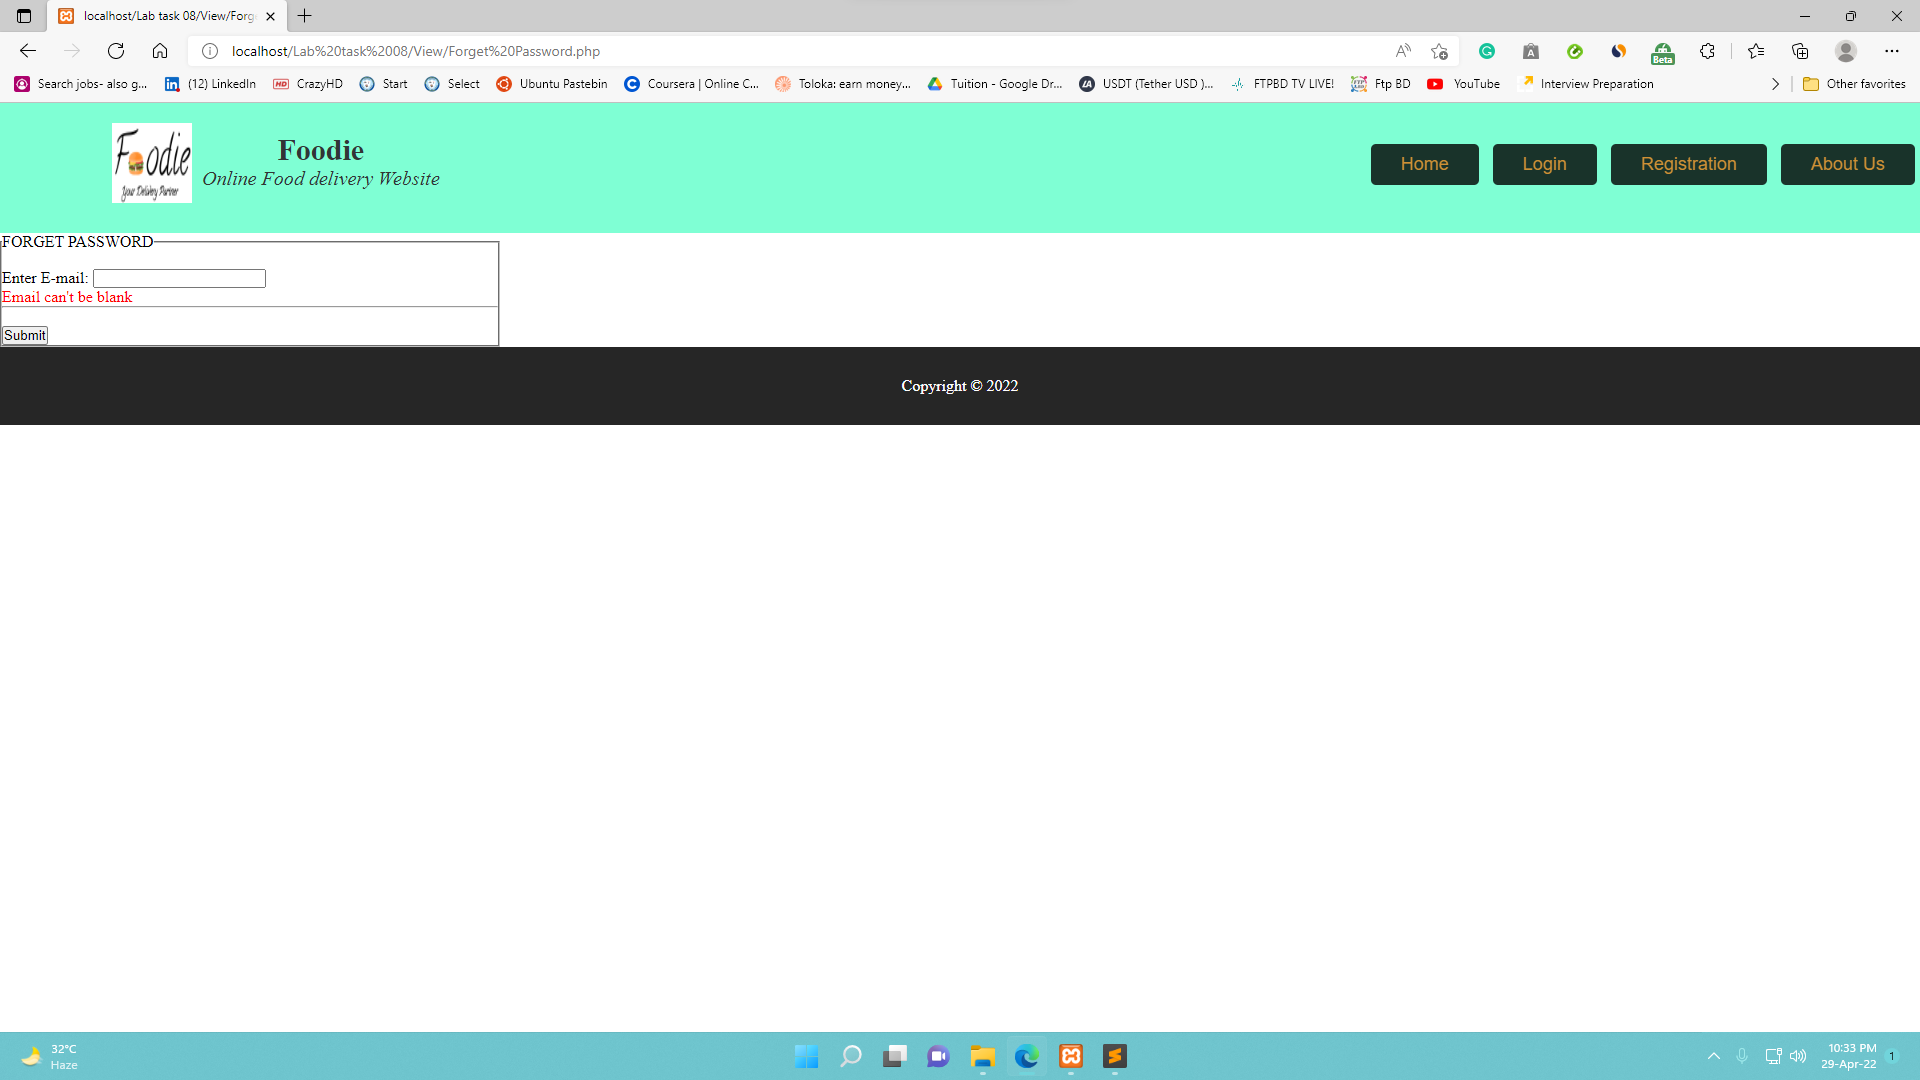 localhost/Lab task 08/View/Forg
localhost/Lab%20task%2008/View/Forget%20Password.php
Beta
Search jobs- also g...
(12) LinkedIn
CrazyHD
Start
Select
Ubuntu Pastebin
Coursera | Online C...
Toloka: earn money...
Tuition - Google Dr...
USDT (Tether USD )...
FTPBD TV LIVE!
Ftp BD
YouTube
Interview Preparation
Other favorites
Foodie
Your Delivery Partner
Foodie
Online Food delivery Website
Home
Login
Registration
About Us
FORGET PASSWORD
Enter E-mail:
Email can't be blank
Submit
Copyright © 2022
32°C
Haze
10:33 PM
29-Apr-22
1